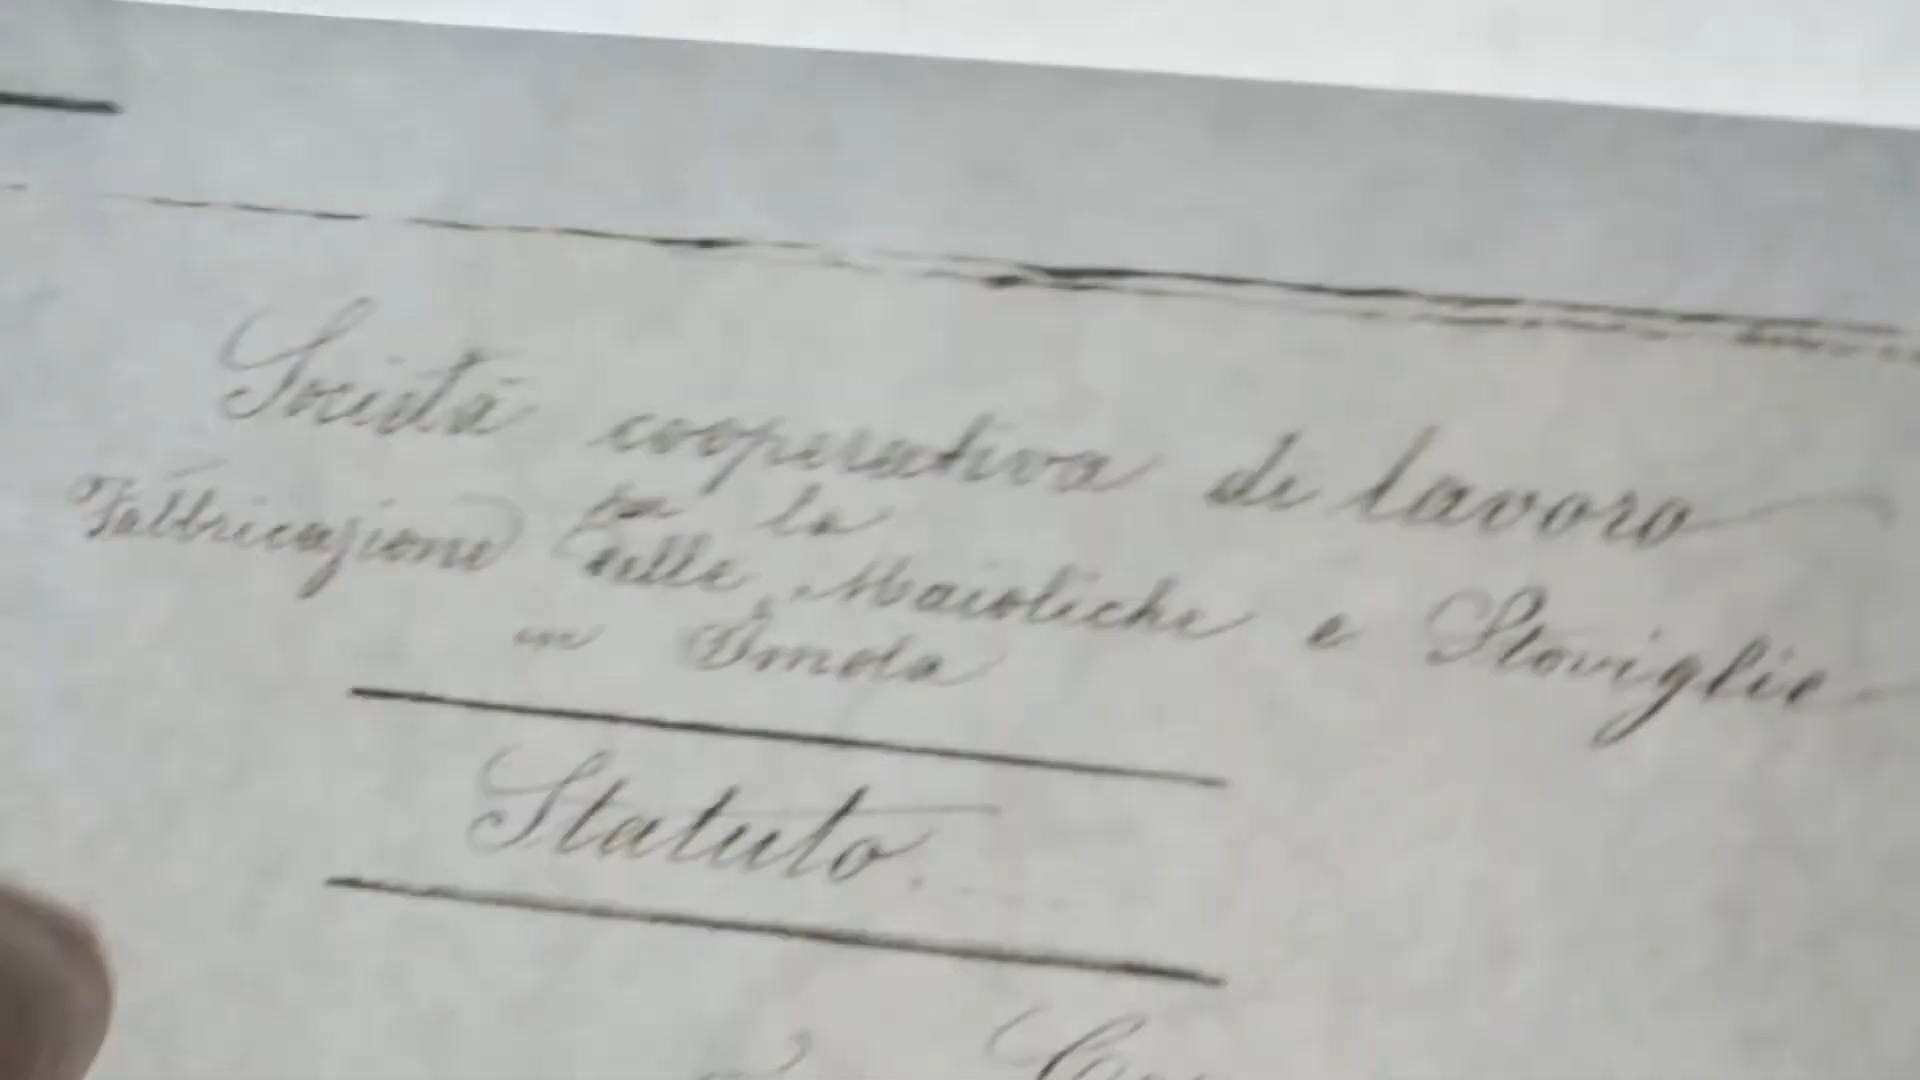 Società cooperativa di lavoro
per la
Fabbricazione delle Maioliche e Stoviglie
in Imola
Statuto.